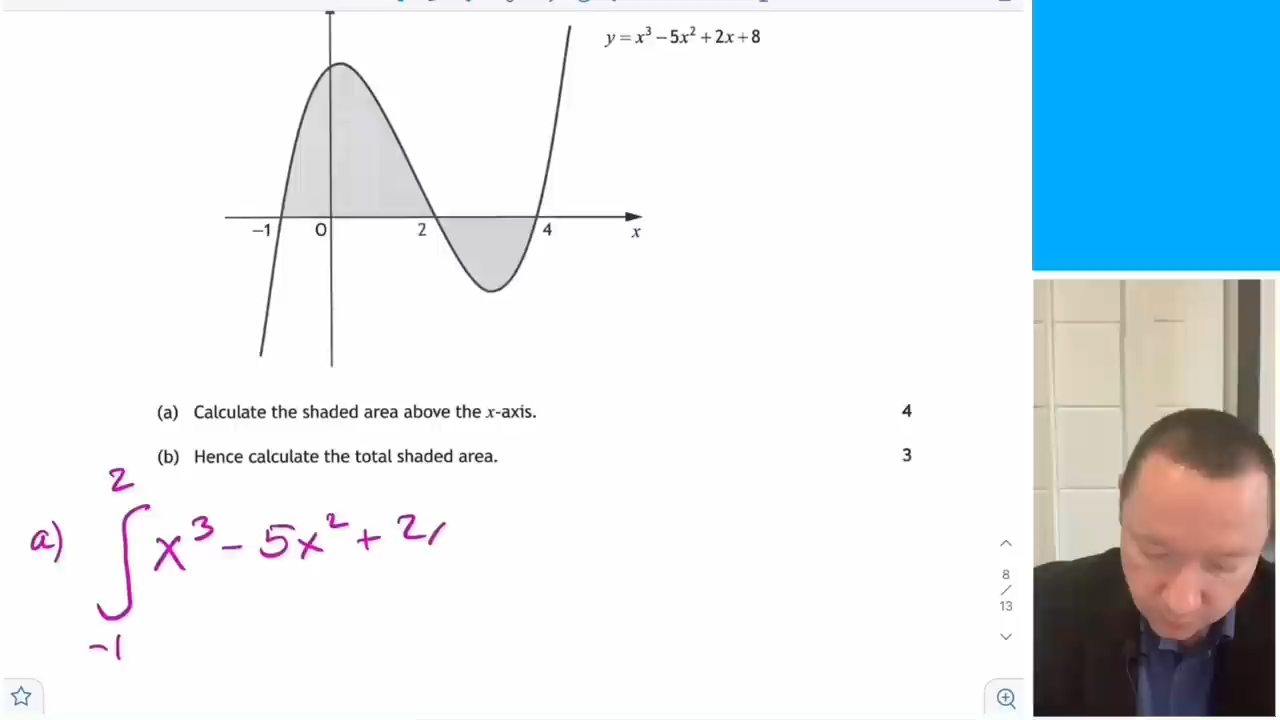 y = x³ – 5x² + 2x + 8
–1 O 2 4 x
(a) Calculate the shaded area above the x-axis. 4
(b) Hence calculate the total shaded area. 3
2
a) ∫ x³ – 5x² + 2
–1
8
/
13